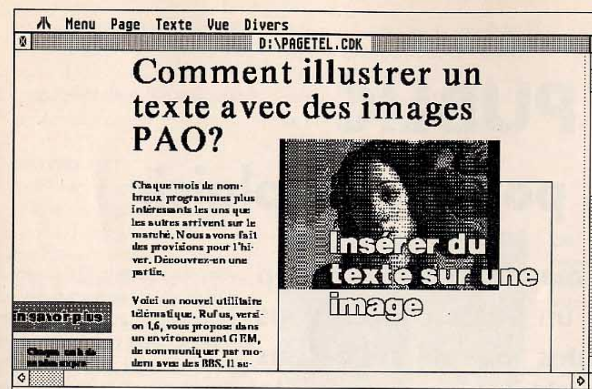 Menu Page Texte Vue Divers
D:\PAGETEL.CDK
Comment illustrer un
texte avec des images
PAO?
Chaque mois de nom-
breux programmes plus
intéressants les uns que
les autres arrivent sur le
marché. Nous avons fait
des provisions pour l'hi-
ver. Découvrez-en une
partie.
Voici un nouvel utilitaire
télématique, Rufus, versi-
on 1,6, vous propose dans
un environnement GEM,
de communiquer par mo-
dem avec des BBS. Il se-
Insérer du
texte sur une
image